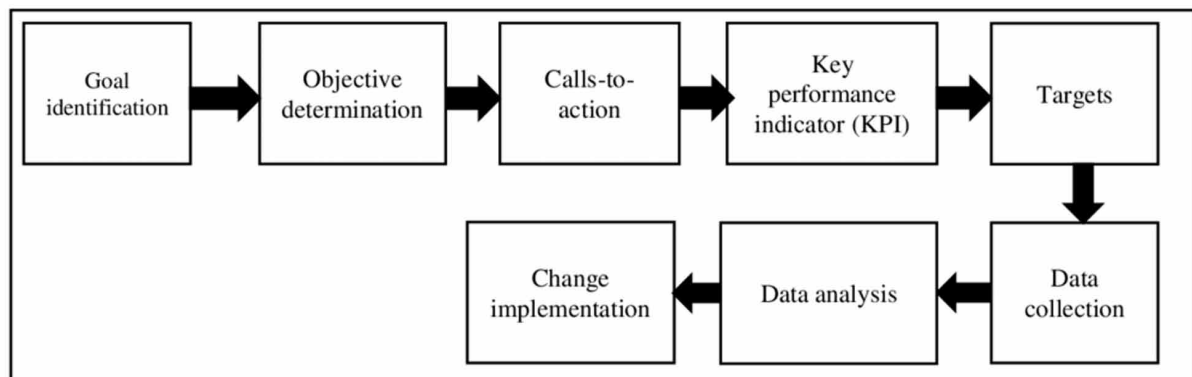 Goal
identification
Objective
determination
Calls-to-
action
Key
performance
indicator (KPI)
Targets
Change
implementation
Data analysis
Data
collection